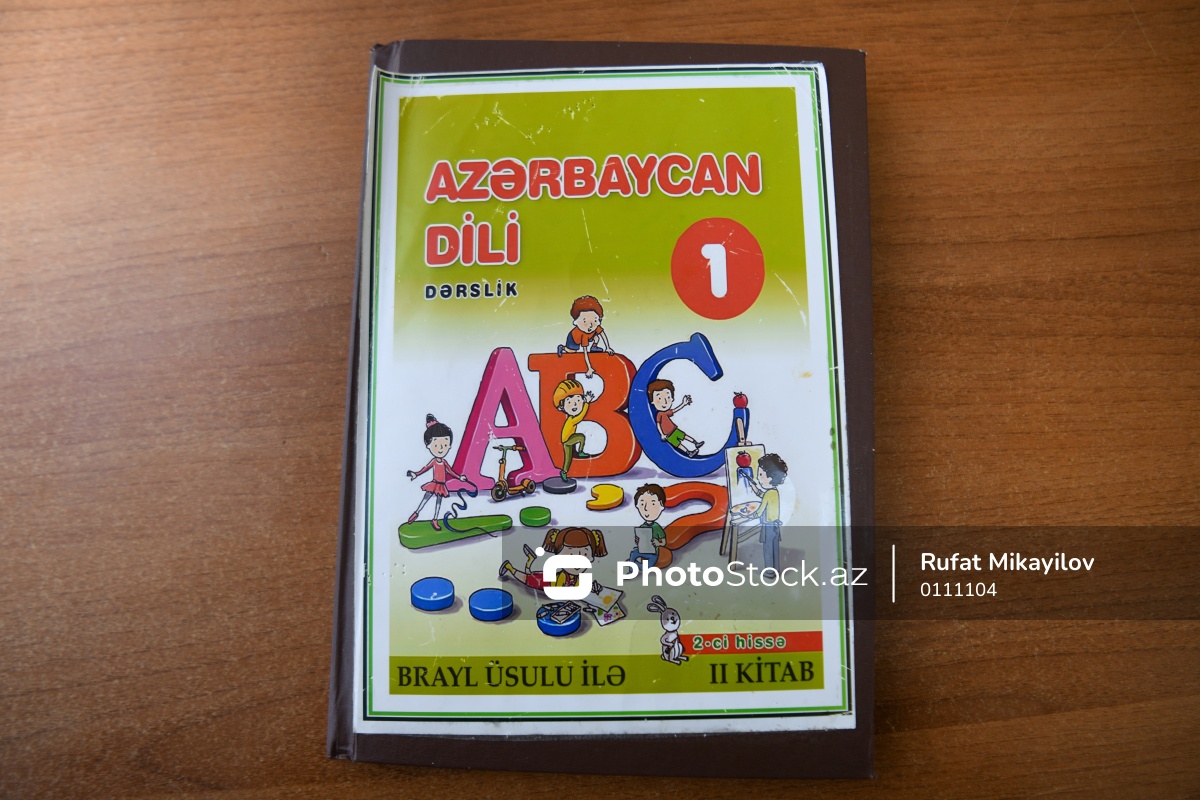 AZƏRBAYCAN
DİLİ
DƏRSLİK
1
ABC
2-ci hissə
BRAYL ÜSULU İLƏ
II KİTAB
PhotoStock.az
Rufat Mikayilov
0111104